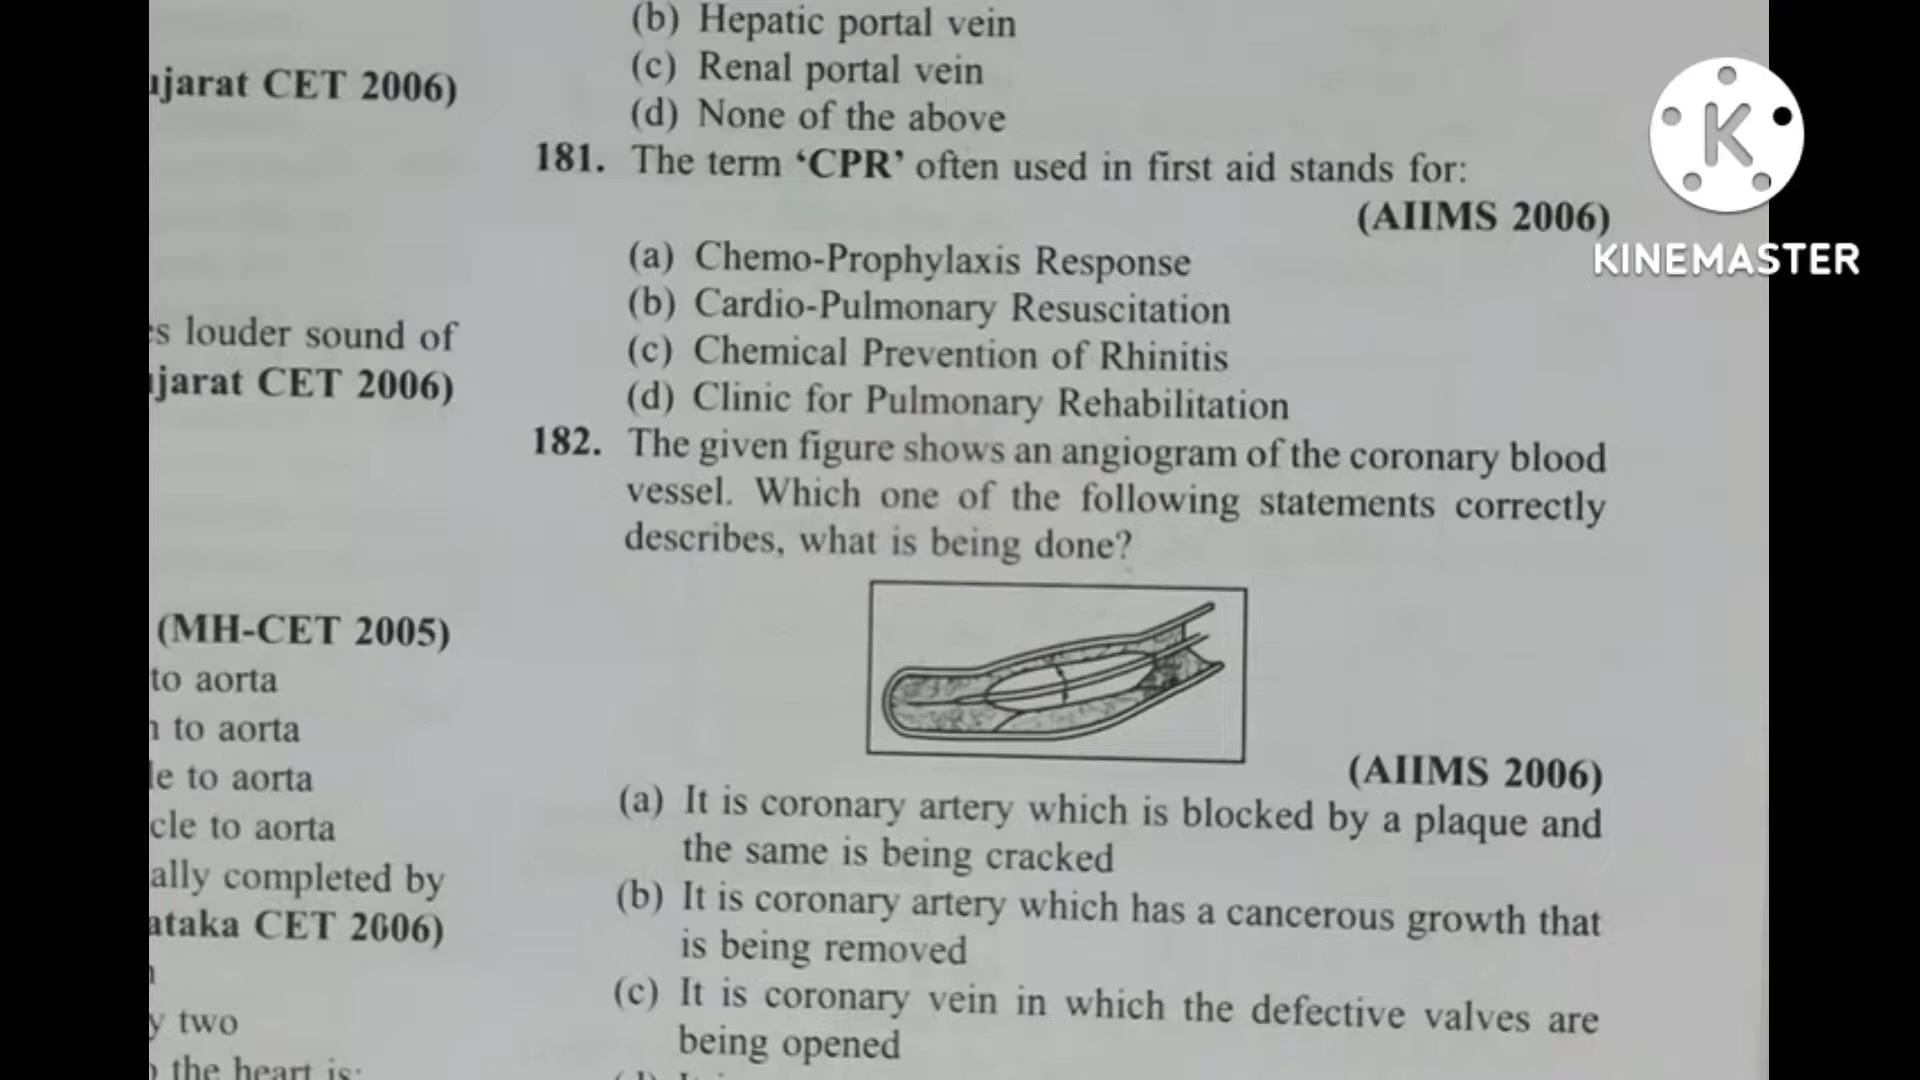 ujarat CET 2006)
s louder sound of
jarat CET 2006)
(MH-CET 2005)
to aorta
to aorta
le to aorta
cle to aorta
ally completed by
ataka CET 2006)
y two
the heart is:
(b) Hepatic portal vein
(c) Renal portal vein
(d) None of the above
181. The term ‘CPR’ often used in first aid stands for:
(AIIMS 2006)
(a) Chemo-Prophylaxis Response
(b) Cardio-Pulmonary Resuscitation
(c) Chemical Prevention of Rhinitis
(d) Clinic for Pulmonary Rehabilitation
182. The given figure shows an angiogram of the coronary blood
vessel. Which one of the following statements correctly
describes, what is being done?
(AIIMS 2006)
(a) It is coronary artery which is blocked by a plaque and
the same is being cracked
(b) It is coronary artery which has a cancerous growth that
is being removed
(c) It is coronary vein in which the defective valves are
being opened
K
KINEMASTER